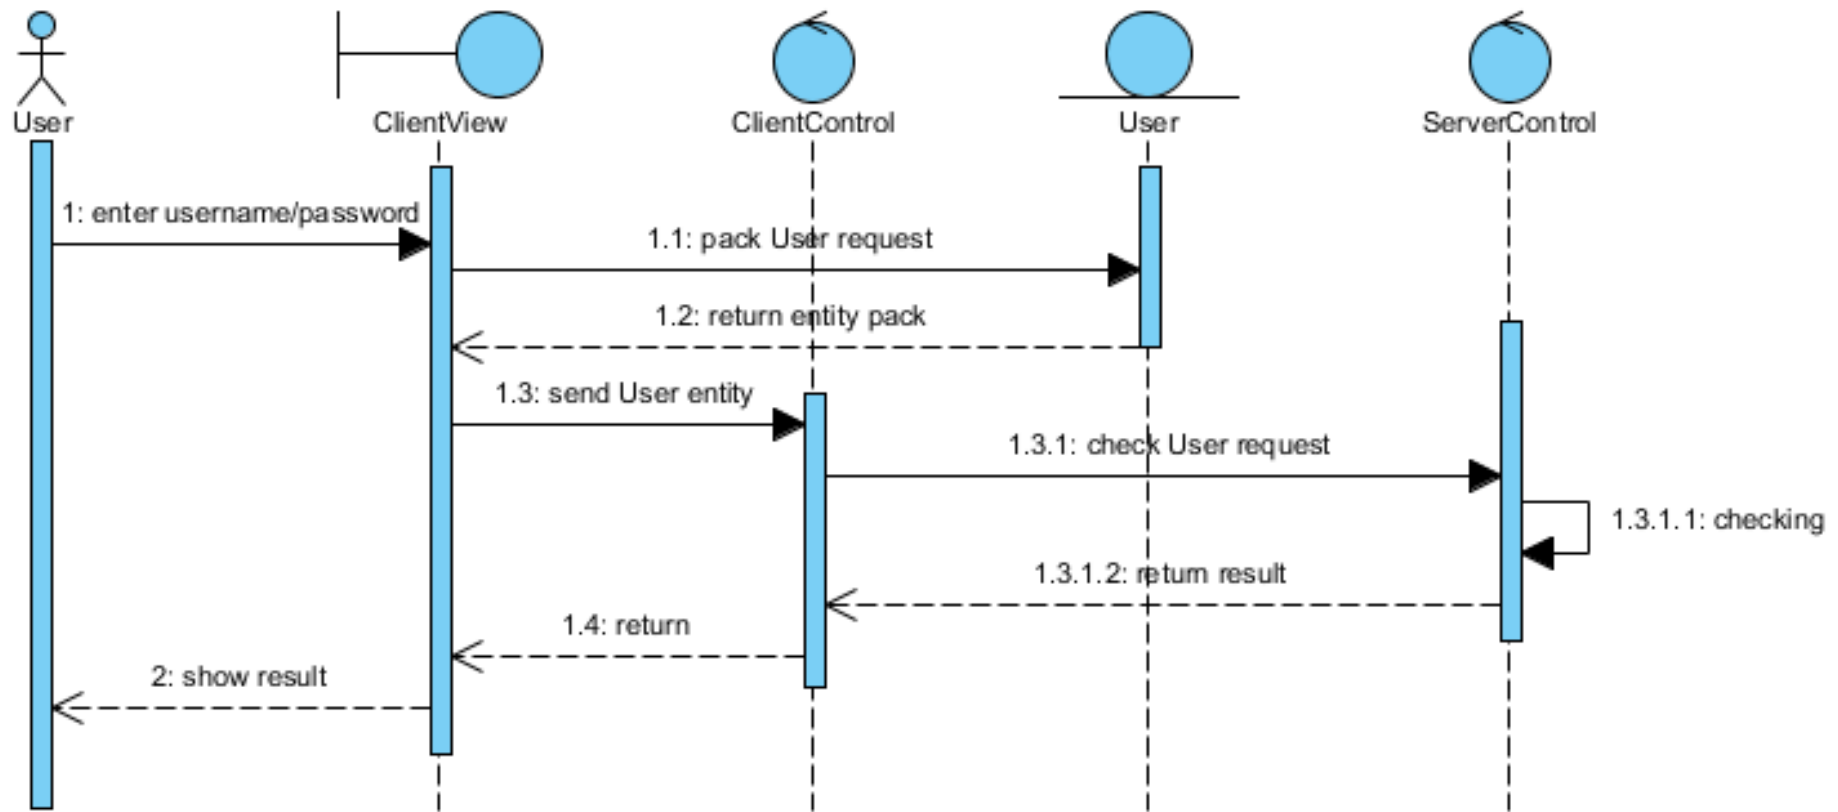 User
ClientView
ClientControl
User
ServerControl
1: enter username/password
1.1: pack User request
1.2: return entity pack
1.3: send User entity
1.3.1: check User request
1.3.1.1: checking
1.3.1.2: return result
1.4: return
2: show result